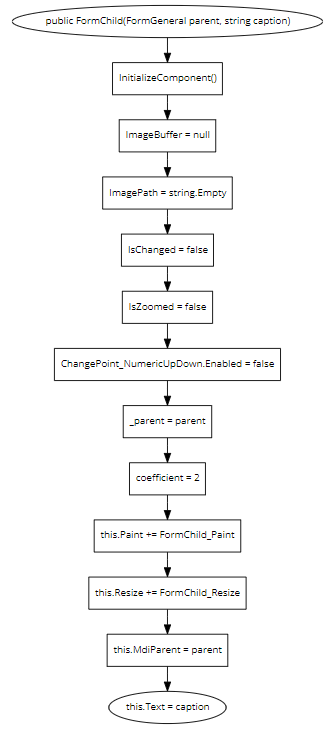 public FormChild(FormGeneral parent, string caption)
InitializeComponent()
ImageBuffer = null
ImagePath = string.Empty
IsChanged = false
IsZoomed = false
ChangePoint_NumericUpDown.Enabled = false
_parent = parent
coefficient = 2
this.Paint += FormChild_Paint
this.Resize += FormChild_Resize
this.MdiParent = parent
this.Text = caption